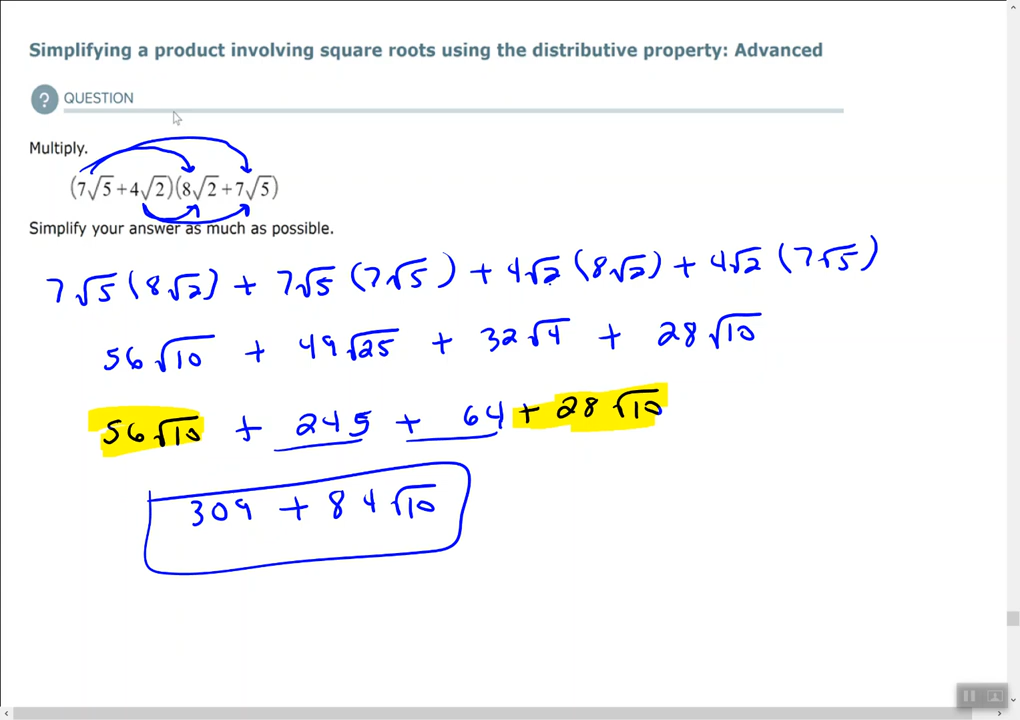 Simplifying a product involving square roots using the distributive property: Advanced
? QUESTION
Multiply.
(7√5+4√2)(8√2+7√5)
Simplify your answer as much as possible.
7√5(8√2) + 7√5(7√5) + 4√2(8√2) + 4√2(7√5)
56√10 + 49√25 + 32√4 + 28√10
56√10 + 245 + 64 + 28√10
309 + 84√10